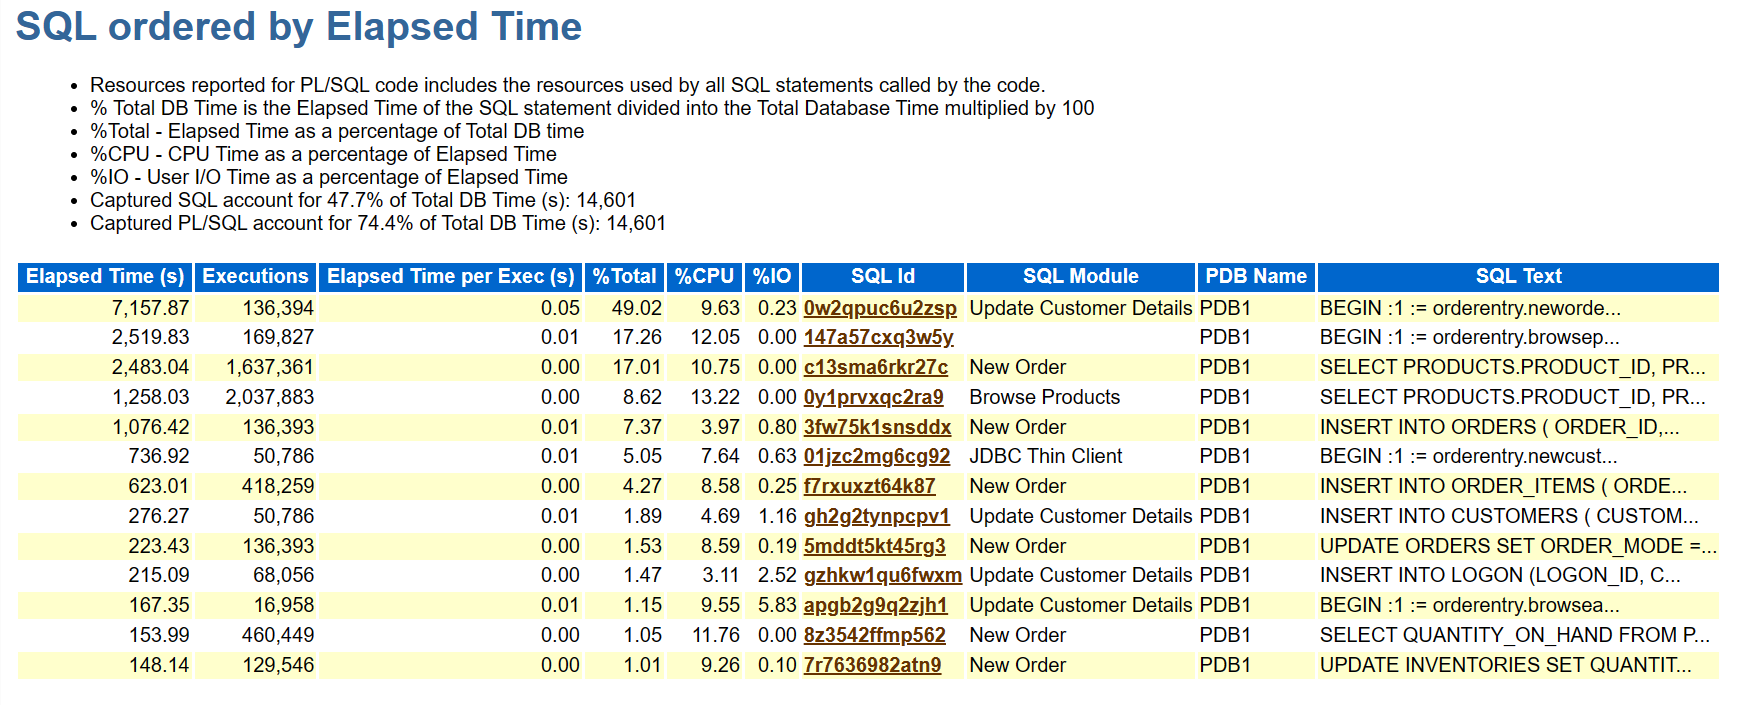 SQL ordered by Elapsed Time
• Resources reported for PL/SQL code includes the resources used by all SQL statements called by the code.
• % Total DB Time is the Elapsed Time of the SQL statement divided into the Total Database Time multiplied by 100
• %Total - Elapsed Time as a percentage of Total DB time
• %CPU - CPU Time as a percentage of Elapsed Time
• %IO - User I/O Time as a percentage of Elapsed Time
• Captured SQL account for 47.7% of Total DB Time (s): 14,601
• Captured PL/SQL account for 74.4% of Total DB Time (s): 14,601
Elapsed Time (s) Executions Elapsed Time per Exec (s) %Total %CPU %IO SQL Id SQL Module PDB Name SQL Text
7,157.87 136,394 0.05 49.02 9.63 0.23 0w2qpuc6u2zsp Update Customer Details PDB1 BEGIN :1 := orderentry.neworde...
2,519.83 169,827 0.01 17.26 12.05 0.00 147a57cxq3w5y PDB1 BEGIN :1 := orderentry.browsep...
2,483.04 1,637,361 0.00 17.01 10.75 0.00 c13sma6rkr27c New Order PDB1 SELECT PRODUCTS.PRODUCT_ID, PR...
1,258.03 2,037,883 0.00 8.62 13.22 0.00 0y1prvxqc2ra9 Browse Products PDB1 SELECT PRODUCTS.PRODUCT_ID, PR...
1,076.42 136,393 0.01 7.37 3.97 0.80 3fw75k1snsddx New Order PDB1 INSERT INTO ORDERS ( ORDER_ID,...
736.92 50,786 0.01 5.05 7.64 0.63 01jzc2mg6cg92 JDBC Thin Client PDB1 BEGIN :1 := orderentry.newcust...
623.01 418,259 0.00 4.27 8.58 0.25 f7rxuxzt64k87 New Order PDB1 INSERT INTO ORDER_ITEMS ( ORDE...
276.27 50,786 0.01 1.89 4.69 1.16 gh2g2tynpcpv1 Update Customer Details PDB1 INSERT INTO CUSTOMERS ( CUSTOM...
223.43 136,393 0.00 1.53 8.59 0.19 5mddt5kt45rg3 New Order PDB1 UPDATE ORDERS SET ORDER_MODE =...
215.09 68,056 0.00 1.47 3.11 2.52 gzhkw1qu6fwxm Update Customer Details PDB1 INSERT INTO LOGON (LOGON_ID, C...
167.35 16,958 0.01 1.15 9.55 5.83 apgb2g9q2zjh1 Update Customer Details PDB1 BEGIN :1 := orderentry.browsea...
153.99 460,449 0.00 1.05 11.76 0.00 8z3542ffmp562 New Order PDB1 SELECT QUANTITY_ON_HAND FROM P...
148.14 129,546 0.00 1.01 9.26 0.10 7r7636982atn9 New Order PDB1 UPDATE INVENTORIES SET QUANTIT...